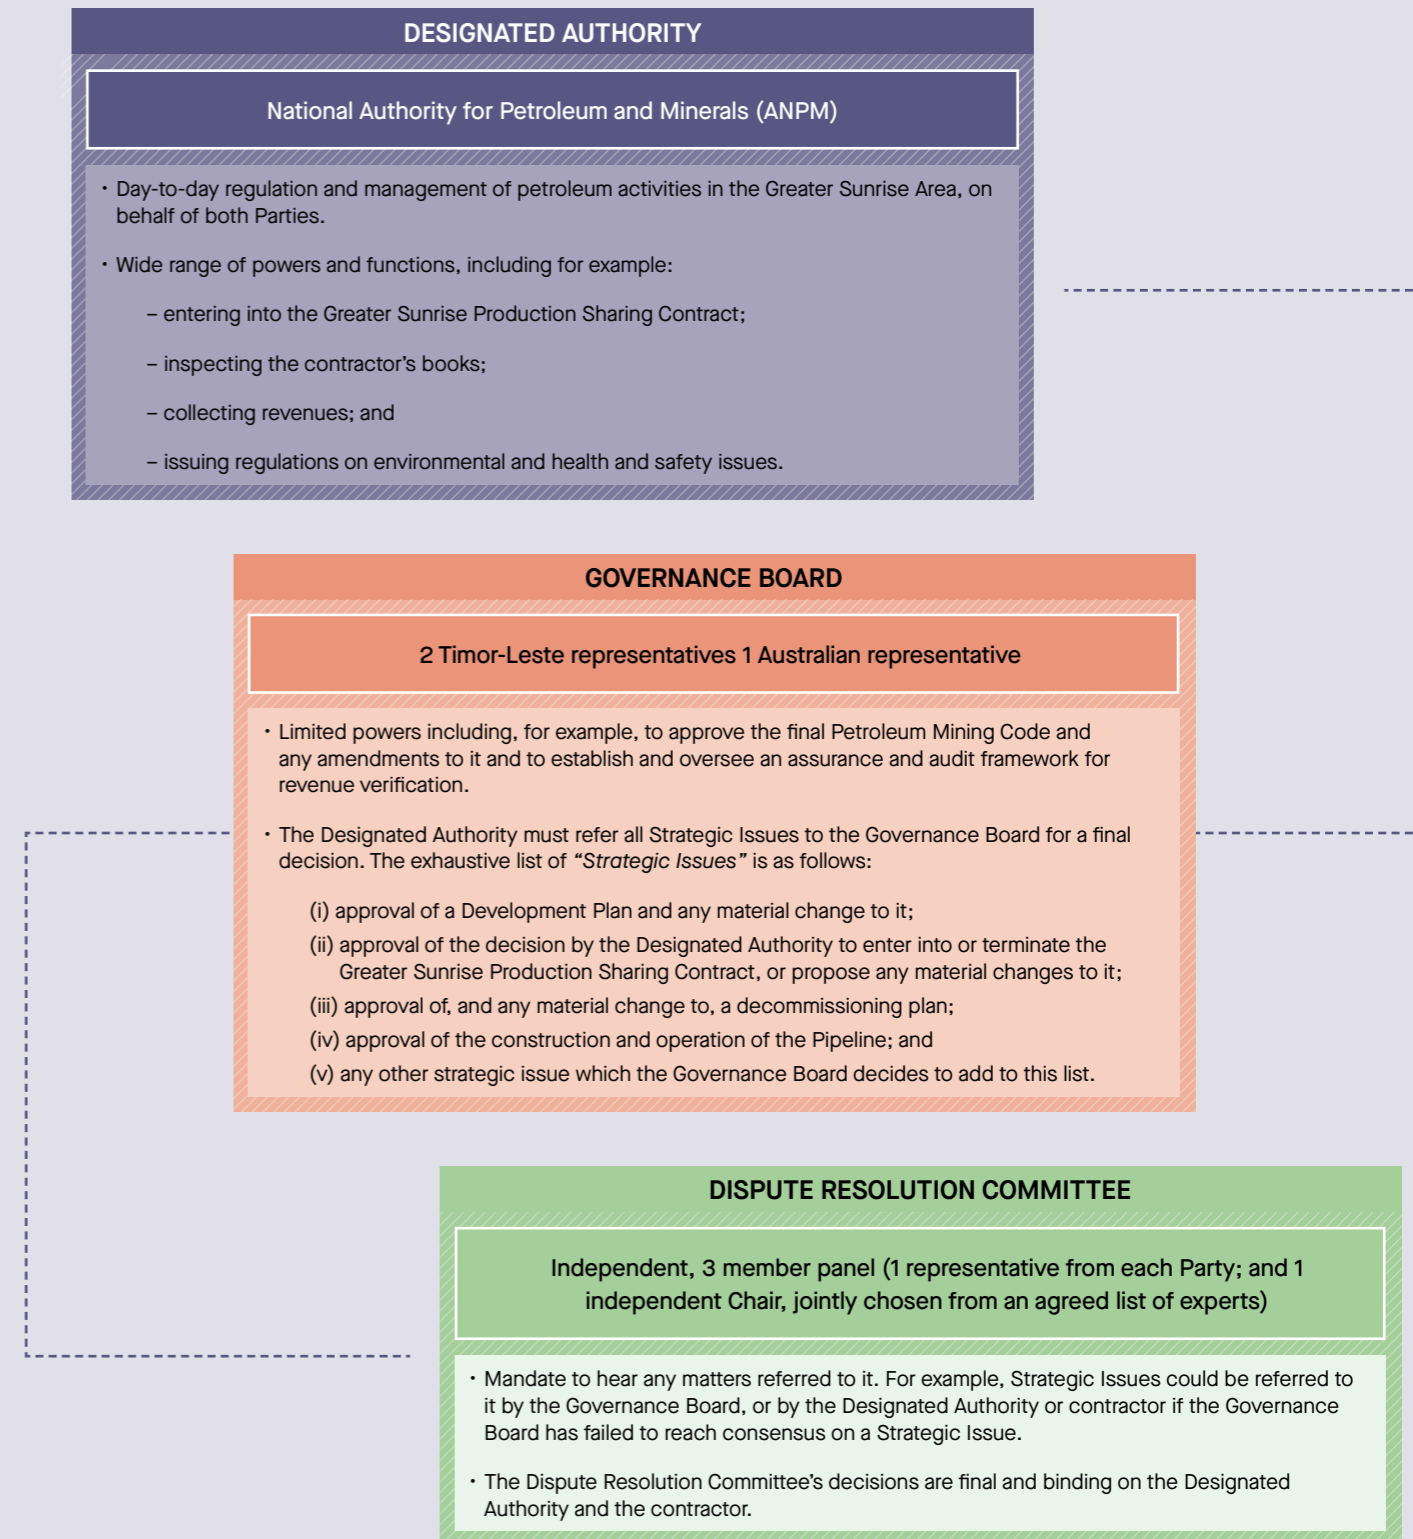 DESIGNATED AUTHORITY
National Authority for Petroleum and Minerals (ANPM)
• Day-to-day regulation and management of petroleum activities in the Greater Sunrise Area, on
behalf of both Parties.
• Wide range of powers and functions, including for example:
– entering into the Greater Sunrise Production Sharing Contract;
– inspecting the contractor’s books;
– collecting revenues; and
– issuing regulations on environmental and health and safety issues.
GOVERNANCE BOARD
2 Timor-Leste representatives 1 Australian representative
• Limited powers including, for example, to approve the final Petroleum Mining Code and
any amendments to it and to establish and oversee an assurance and audit framework for
revenue verification.
• The Designated Authority must refer all Strategic Issues to the Governance Board for a final
decision. The exhaustive list of “Strategic Issues” is as follows:
(i) approval of a Development Plan and any material change to it;
(ii) approval of the decision by the Designated Authority to enter into or terminate the
Greater Sunrise Production Sharing Contract, or propose any material changes to it;
(iii) approval of, and any material change to, a decommissioning plan;
(iv) approval of the construction and operation of the Pipeline; and
(v) any other strategic issue which the Governance Board decides to add to this list.
DISPUTE RESOLUTION COMMITTEE
Independent, 3 member panel (1 representative from each Party; and 1
independent Chair, jointly chosen from an agreed list of experts)
• Mandate to hear any matters referred to it. For example, Strategic Issues could be referred to
it by the Governance Board, or by the Designated Authority or contractor if the Governance
Board has failed to reach consensus on a Strategic Issue.
• The Dispute Resolution Committee’s decisions are final and binding on the Designated
Authority and the contractor.